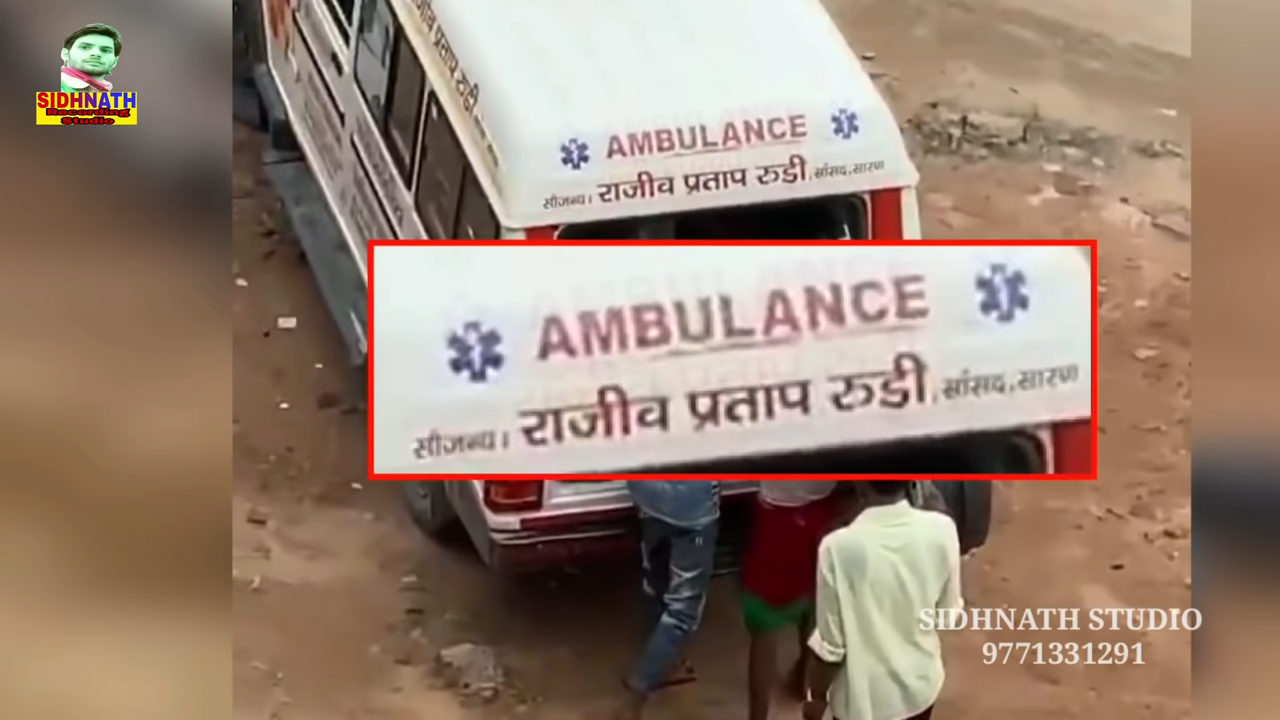 SIDHNATH
Recording
Studio
AMBULANCE
सौजन्य। राजीव प्रताप रुडी, सांसद, सारण
AMBULANCE
सौजन्य। राजीव प्रताप रुडी, सांसद, सारण
SIDHNATH STUDIO
9771331291